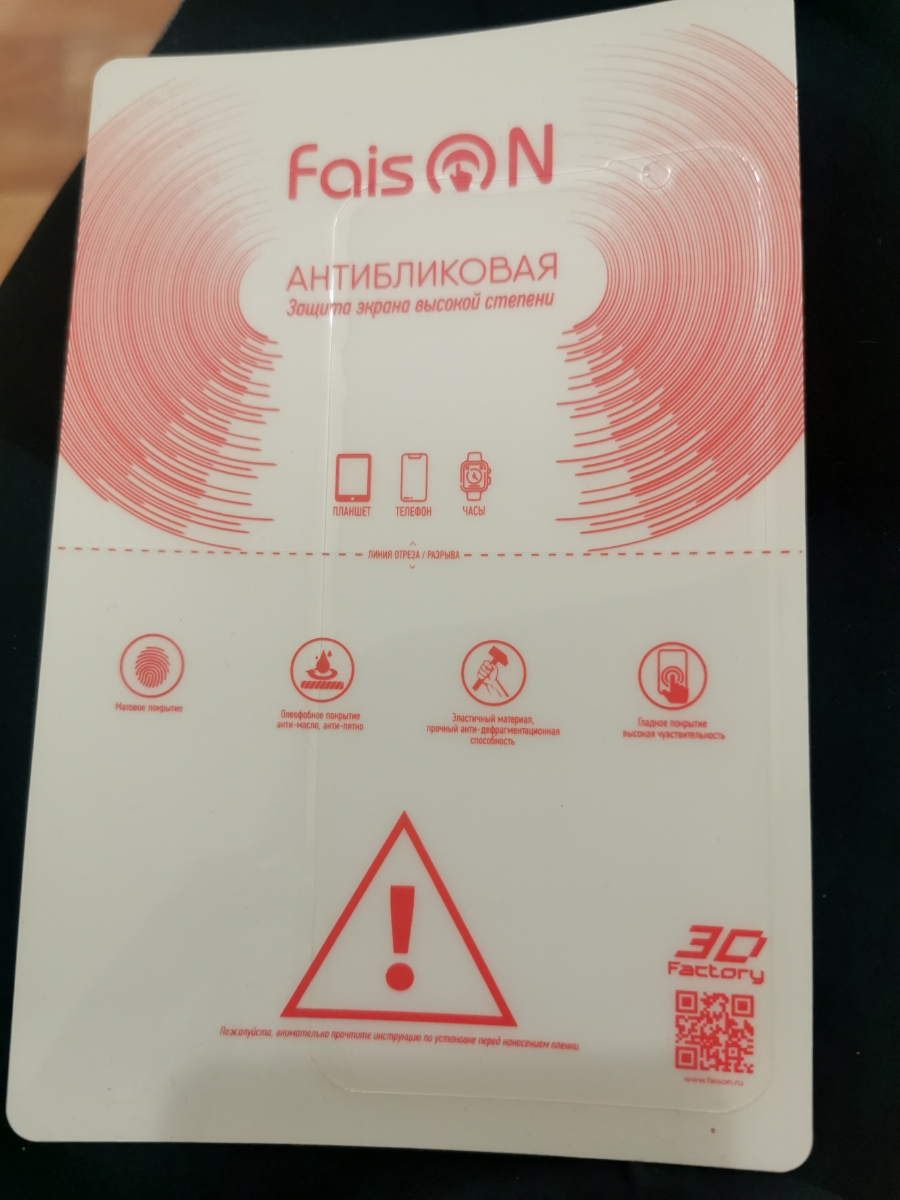 FaisON
АНТИБЛИКОВАЯ
Защита экрана высокой степени
ПЛАНШЕТ ТЕЛЕФОН ЧАСЫ
ЛИНИЯ ОТРЕЗА / РАЗРЫВА
Матовое покрытие
Олеофобное покрытие
анти-масло, анти-пятно
Эластичный материал,
прочный анти-дефрагментационная
способность
Гладкое покрытие
высокая чувствительность
!
3D
Factory
Пожалуйста, внимательно прочтите инструкцию по установке перед нанесением пленки.
www.faison.ru